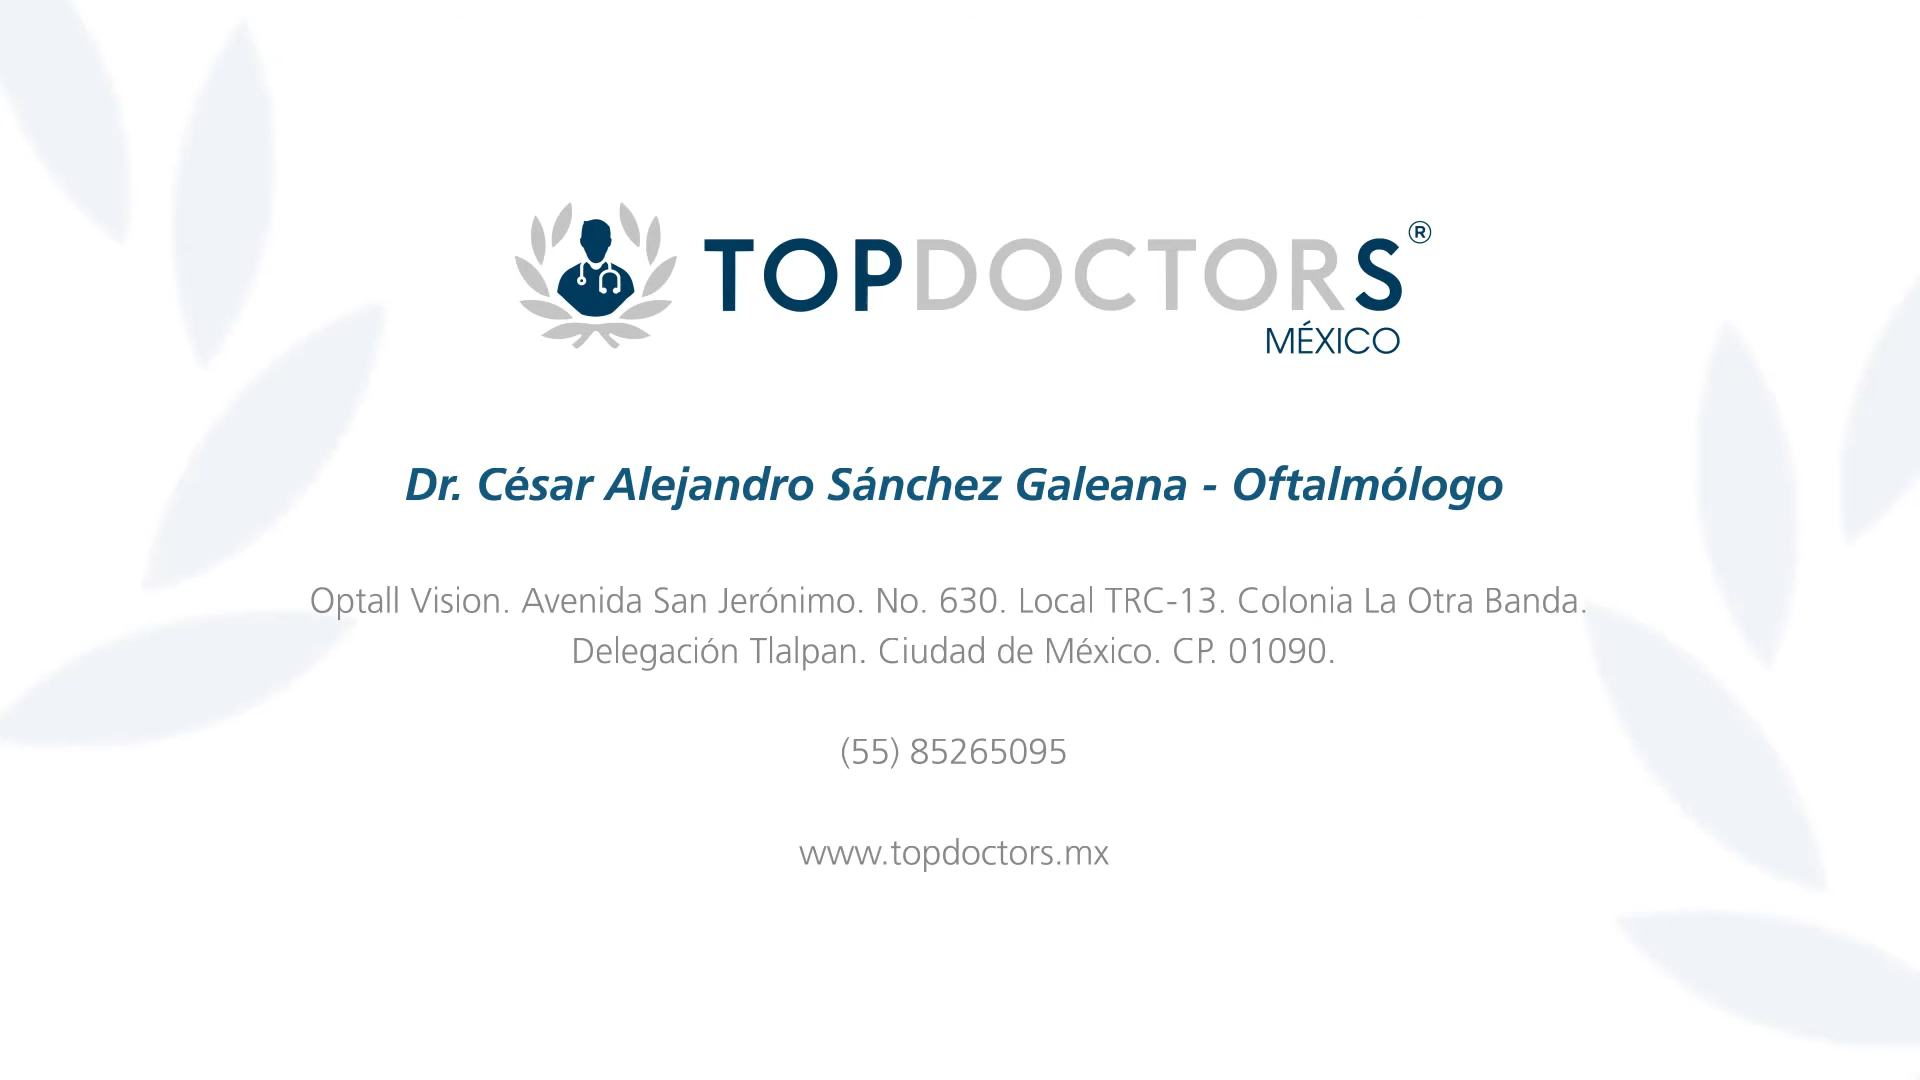 TOPDOCTORS®
MÉXICO
Dr. César Alejandro Sánchez Galeana - Oftalmólogo
Optall Vision. Avenida San Jerónimo. No. 630. Local TRC-13. Colonia La Otra Banda.
Delegación Tlalpan. Ciudad de México. CP. 01090.
(55) 85265095
www.topdoctors.mx